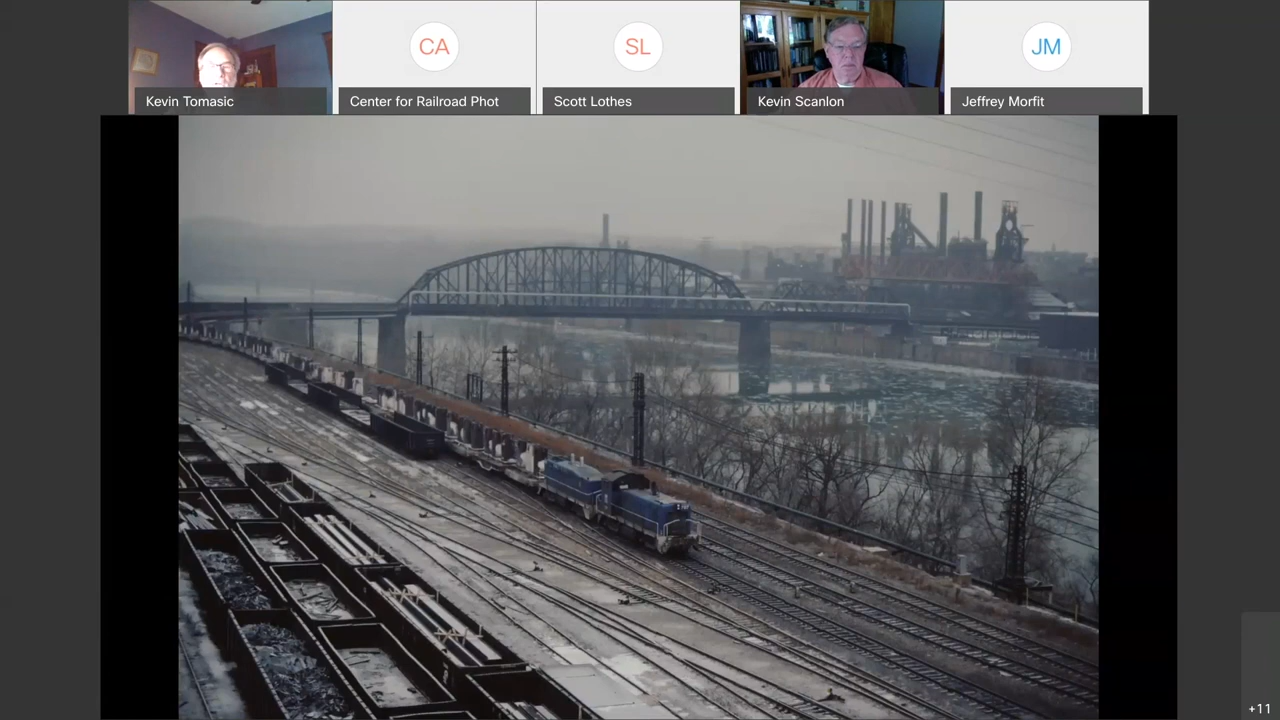 CA
SL
JM
Kevin Tomasic
Center for Railroad Phot
Scott Lothes
Kevin Scanlon
Jeffrey Morfit
+11